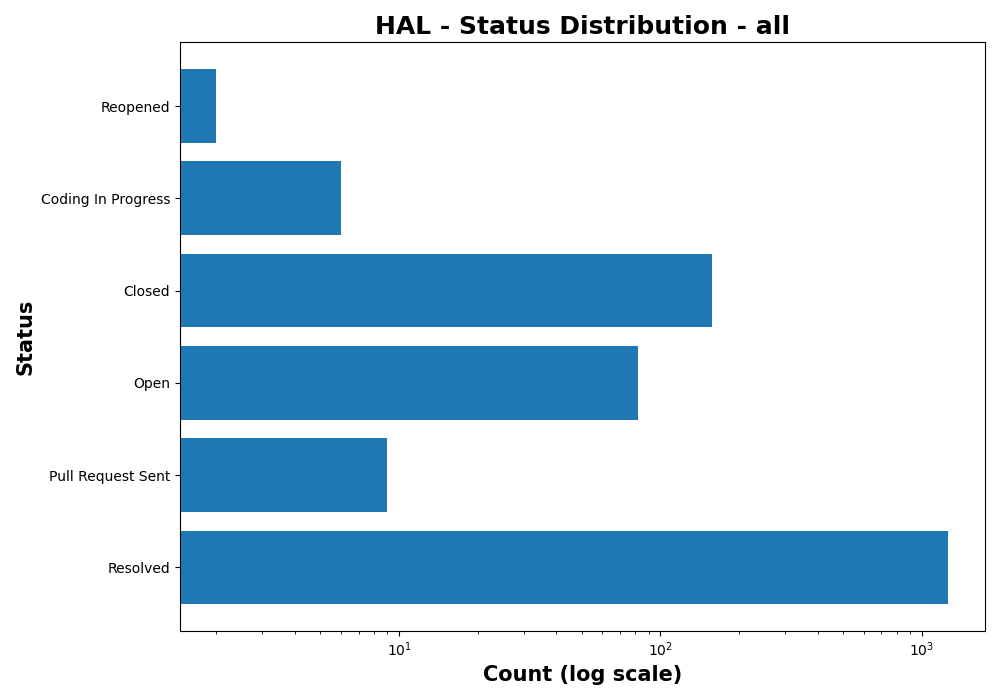 HAL - Status Distribution - all
Status
Reopened
Coding In Progress
Closed
Open
Pull Request Sent
Resolved
10¹
10²
10³
Count (log scale)